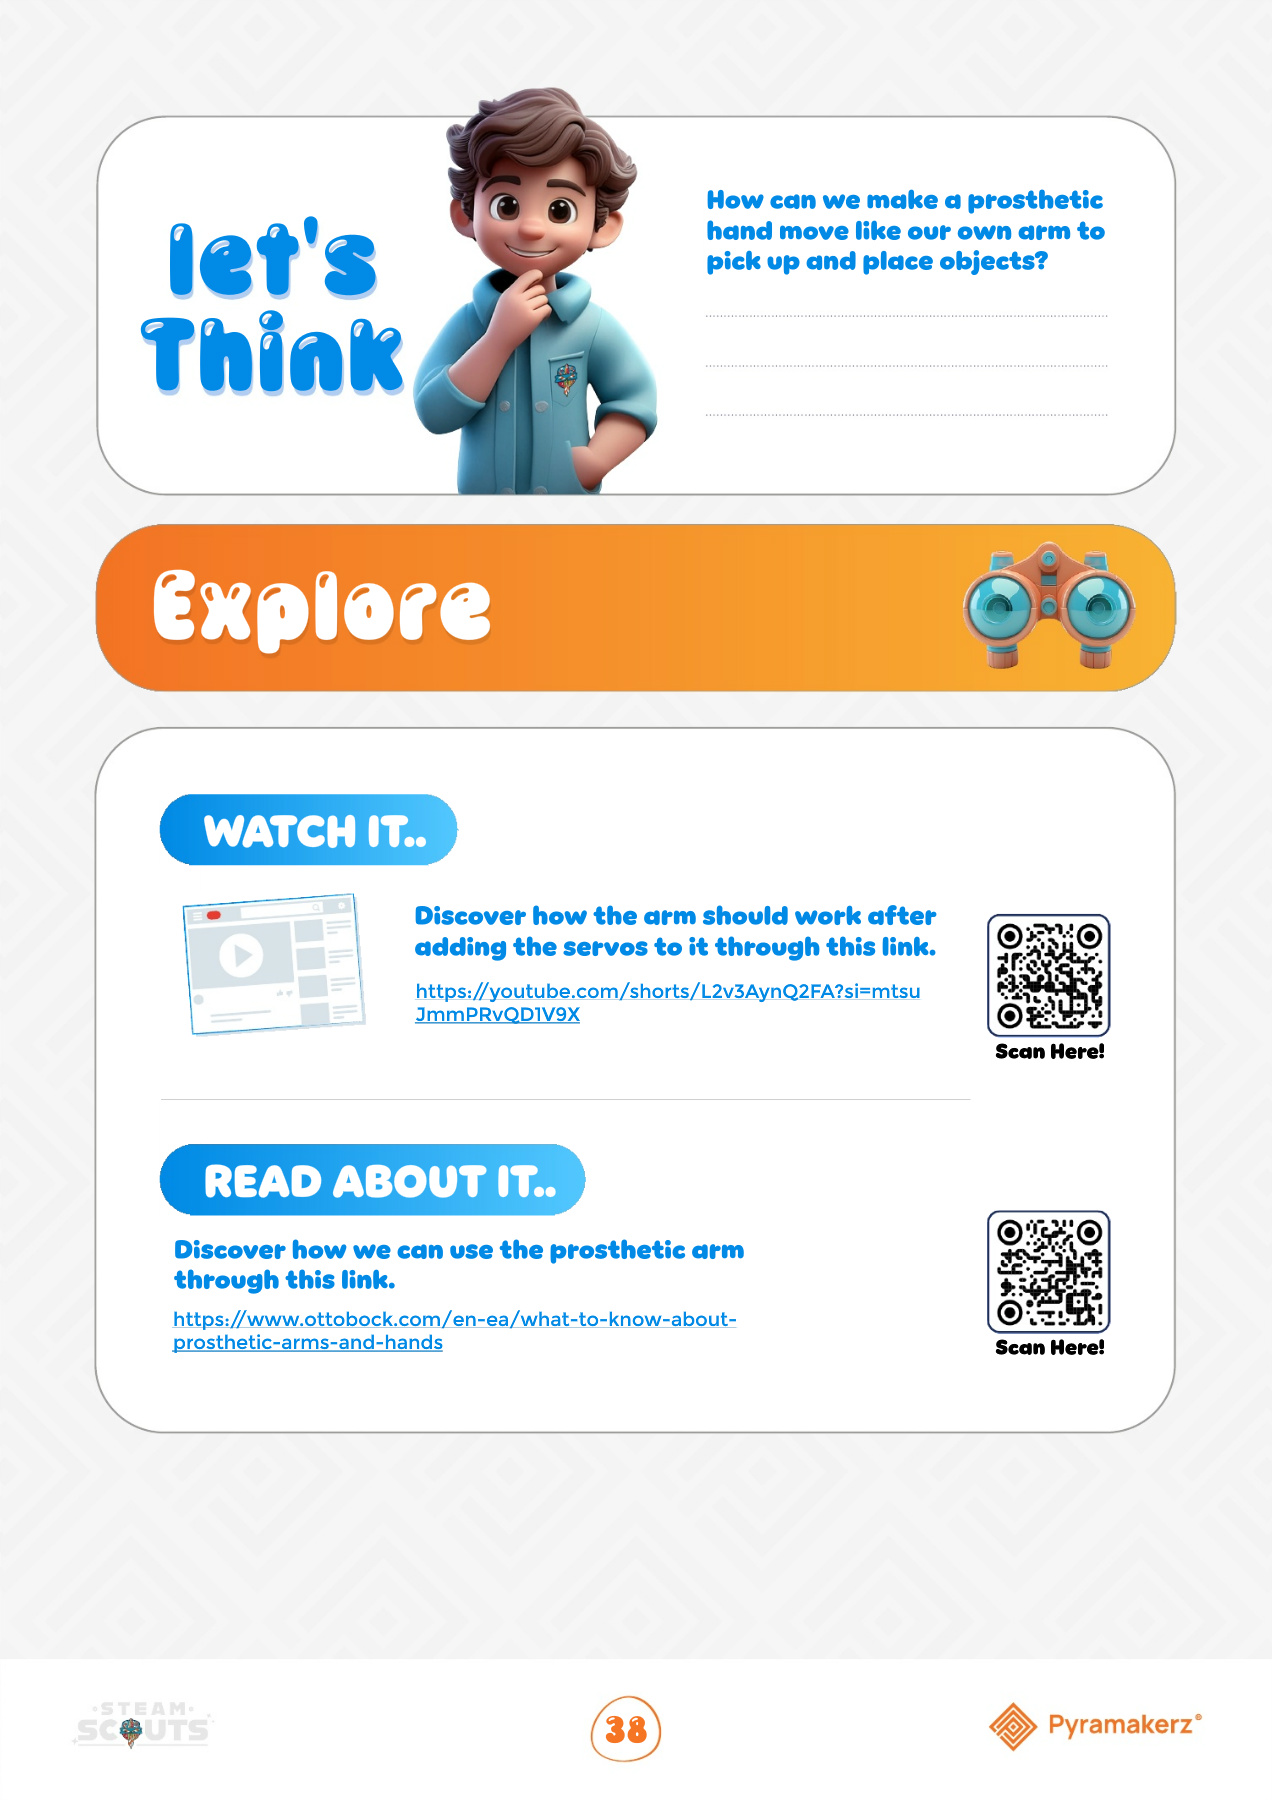 let's
Think
How can we make a prosthetic
hand move like our own arm to
pick up and place objects?
Explore
WATCH IT..
Discover how the arm should work after
adding the servos to it through this link.
https://youtube.com/shorts/L2v3AynQ2FA?si=mtsu
JmmPRvQD1V9X
Scan Here!
READ ABOUT IT..
Discover how we can use the prosthetic arm
through this link.
https://www.ottobock.com/en-ea/what-to-know-about-
prosthetic-arms-and-hands
Scan Here!
STEAM
SCOUTS
38
Pyramakerz®